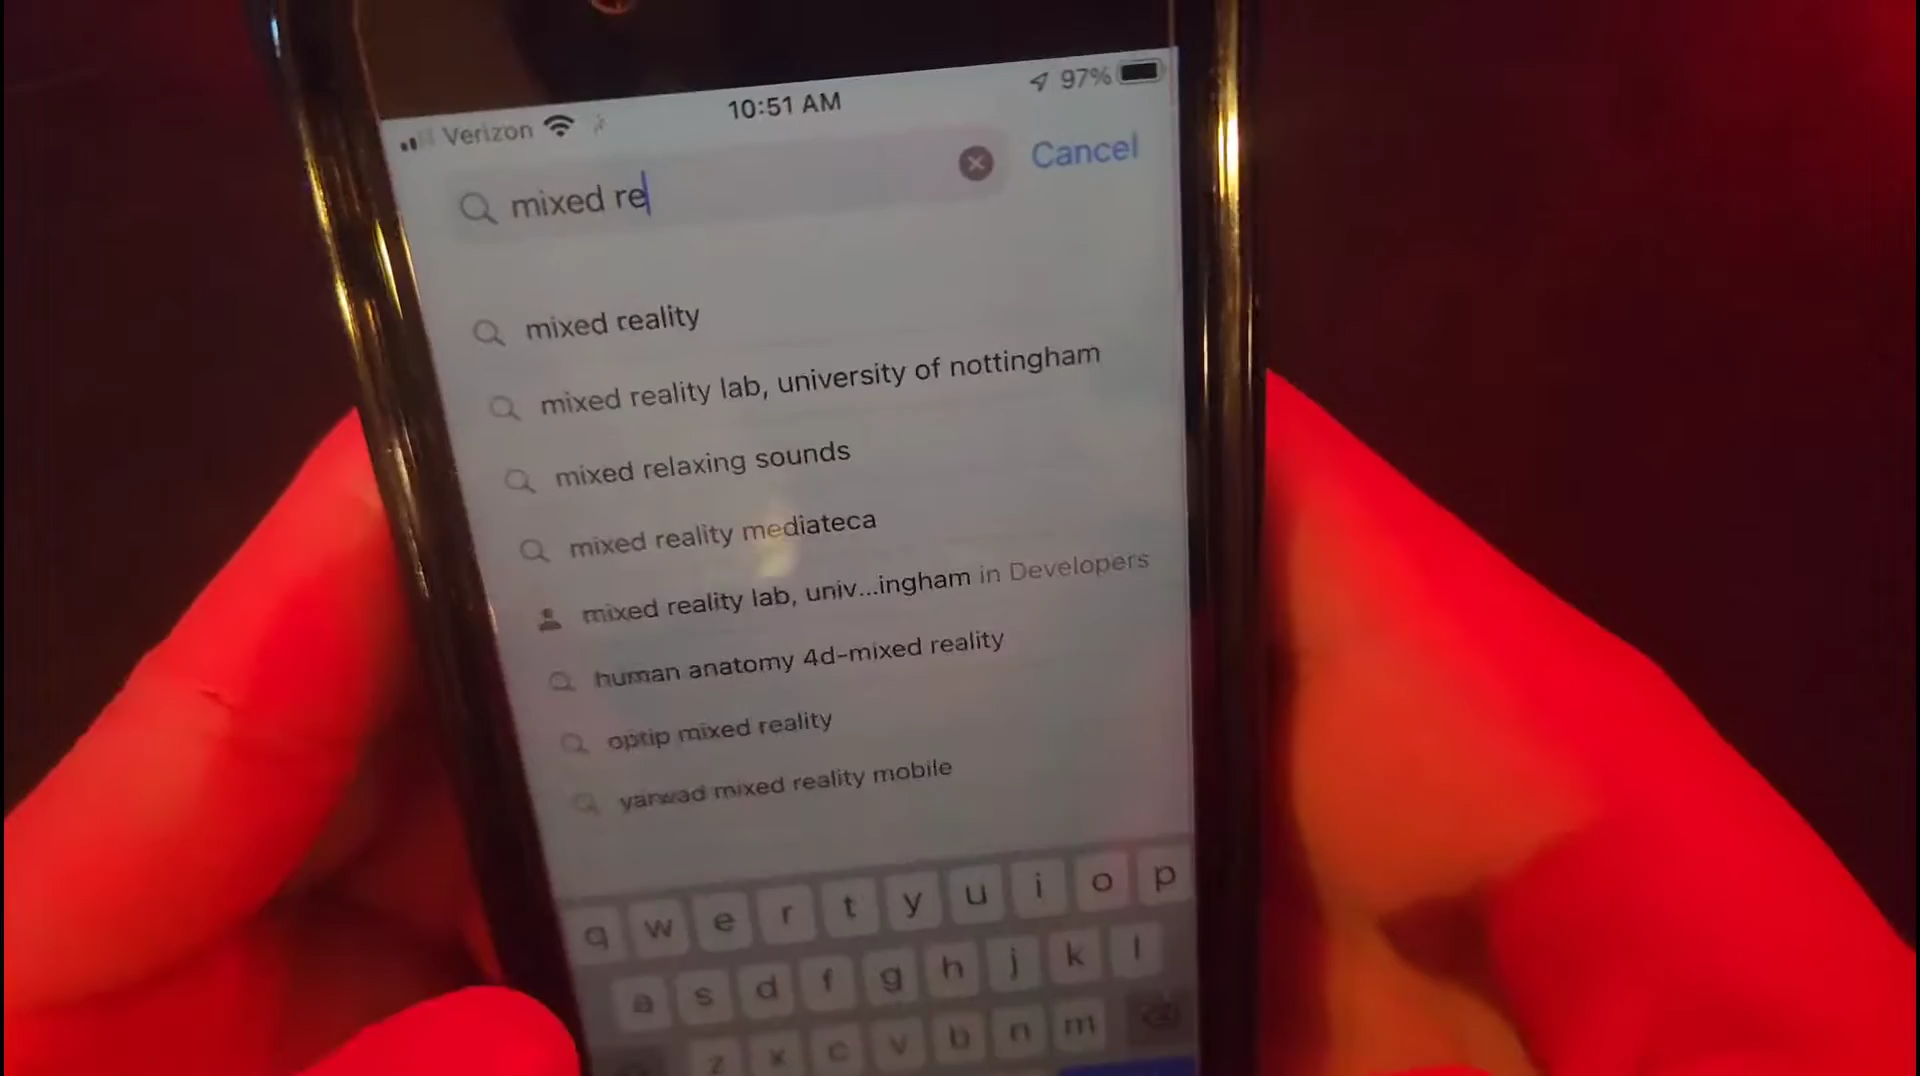 Verizon 10:51 AM 97%
mixed re Cancel
mixed reality
mixed reality lab, university of nottingham
mixed relaxing sounds
mixed reality mediateca
mixed reality lab, univ...ingham in Developers
human anatomy 4d-mixed reality
optip mixed reality
yarwad mixed reality mobile
q w e r t y u i o p
a s d f g h j k l
z x c v b n m